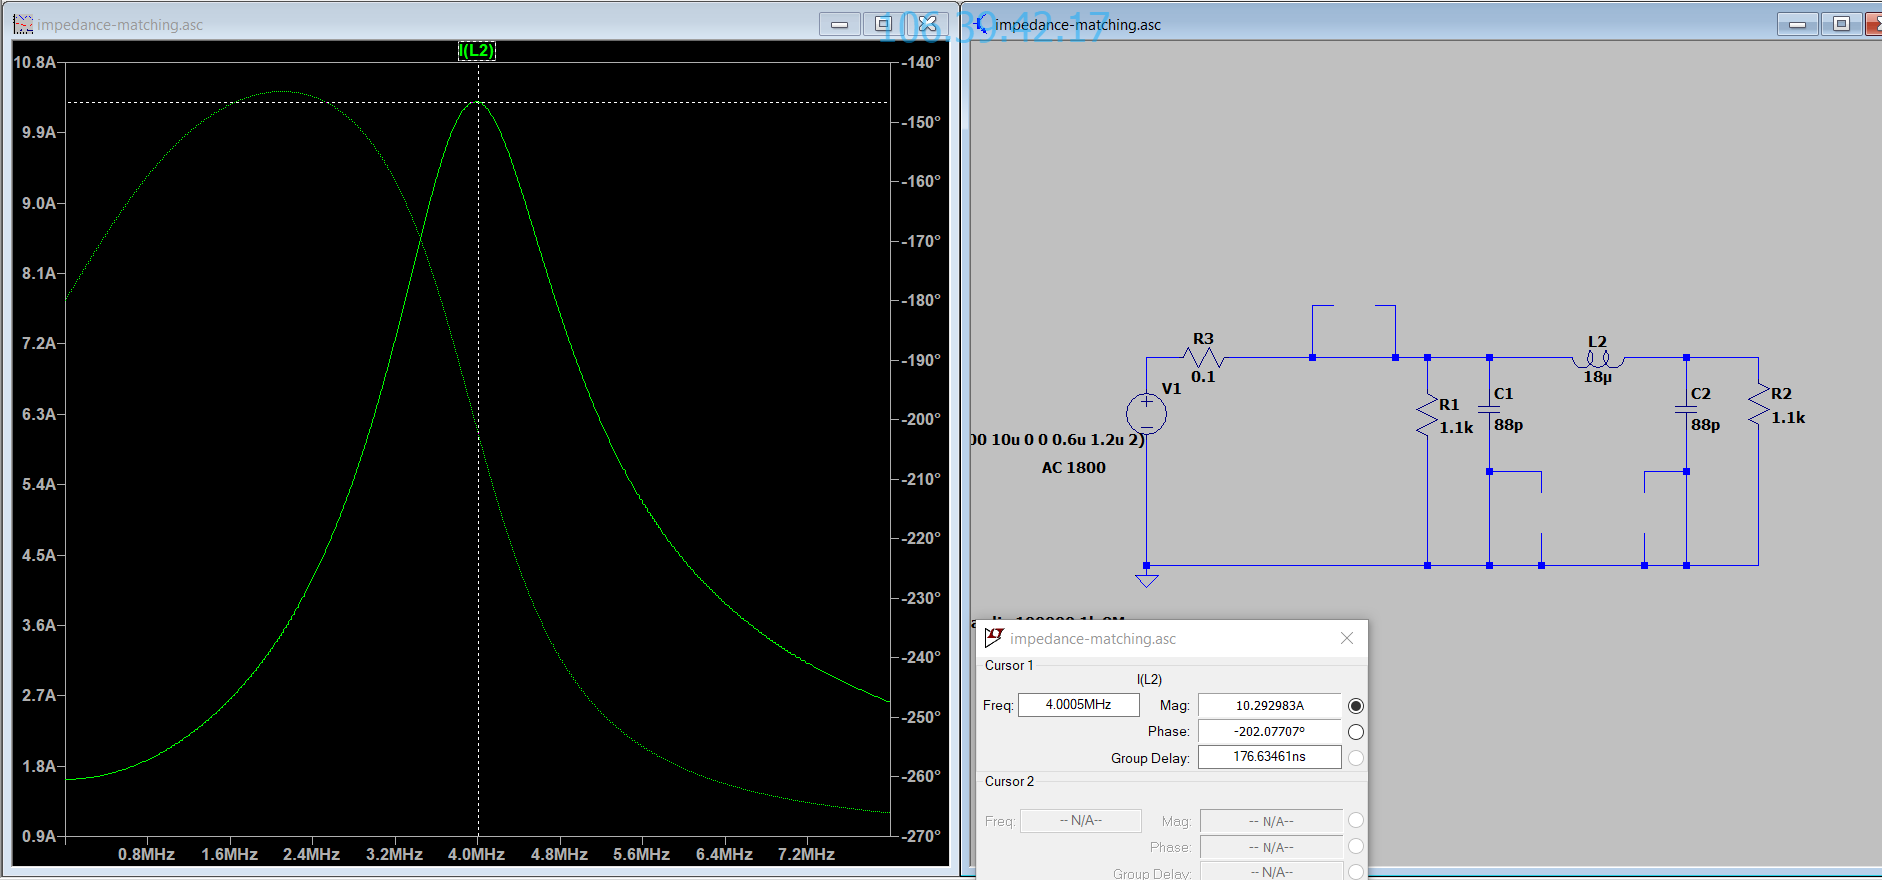 impedance-matching.asc
106.39.42.17
impedance-matching.asc
I(L2)
10.8A
9.9A
9.0A
8.1A
7.2A
6.3A
5.4A
4.5A
3.6A
2.7A
1.8A
0.9A
-140°
-150°
-160°
-170°
-180°
-190°
-200°
-210°
-220°
-230°
-240°
-250°
-260°
-270°
0.8MHz 1.6MHz 2.4MHz 3.2MHz 4.0MHz 4.8MHz 5.6MHz 6.4MHz 7.2MHz
R3
0.1
V1
L2
18µ
R1
1.1k
C1
88p
C2
88p
R2
1.1k
10u 0 0 0.6u 1.2u 2)
AC 1800
impedance-matching.asc
Cursor 1
I(L2)
Freq: 4.0005MHz Mag: 10.292983A
Phase: -202.07707°
Group Delay: 176.63461ns
Cursor 2
Freq: -- N/A-- Mag: -- N/A--
Phase: -- N/A--
Group Delay: -- N/A--